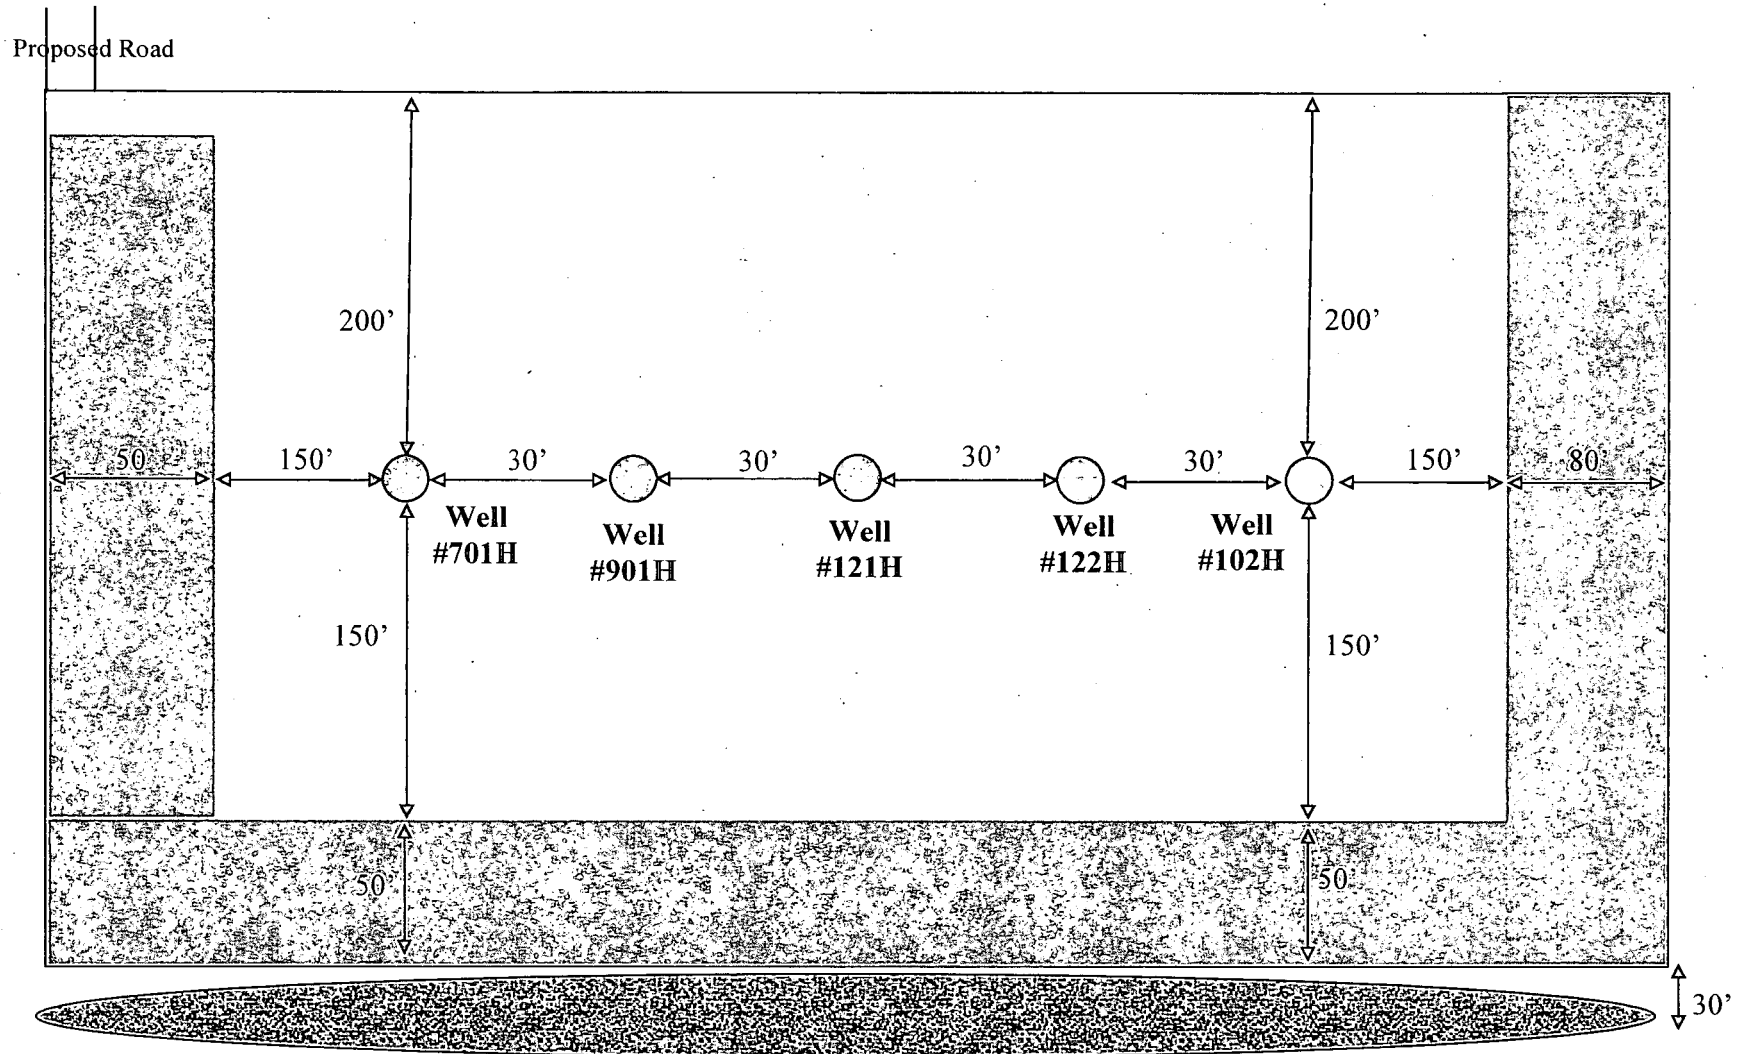 Proposed Road
200’
200’
50
150’
30’
30’
30’
30’
150’
80’
Well
#701H
Well
#901H
Well
#121H
Well
#122H
Well
#102H
150’
150’
50’
50
30’